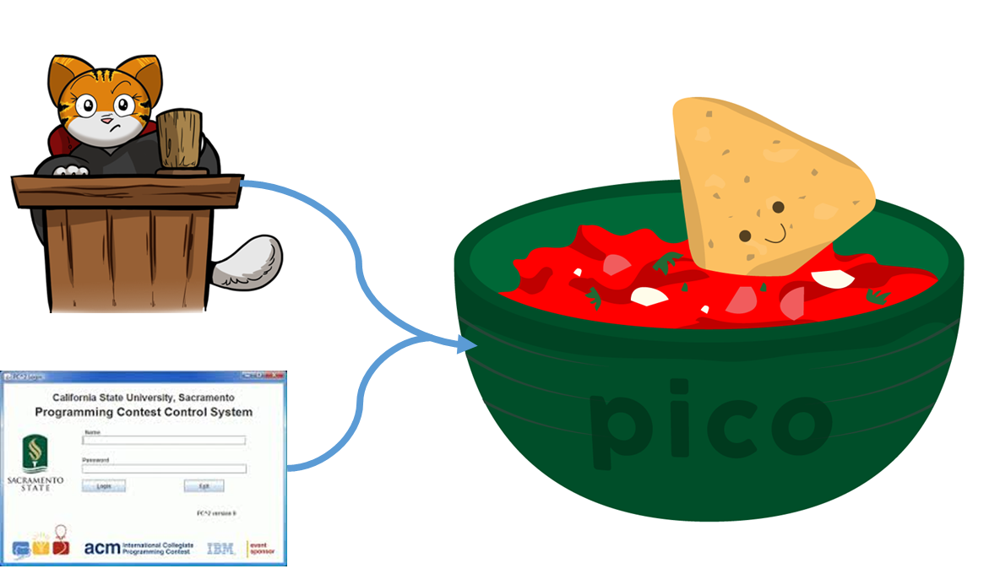 PC^2 Login
California State University, Sacramento
Programming Contest Control System
Name
Password
Login
Exit
SACRAMENTO
STATE
PC^2 version 9
acm International Collegiate
Programming Contest
IBM.
event
sponsor
pico